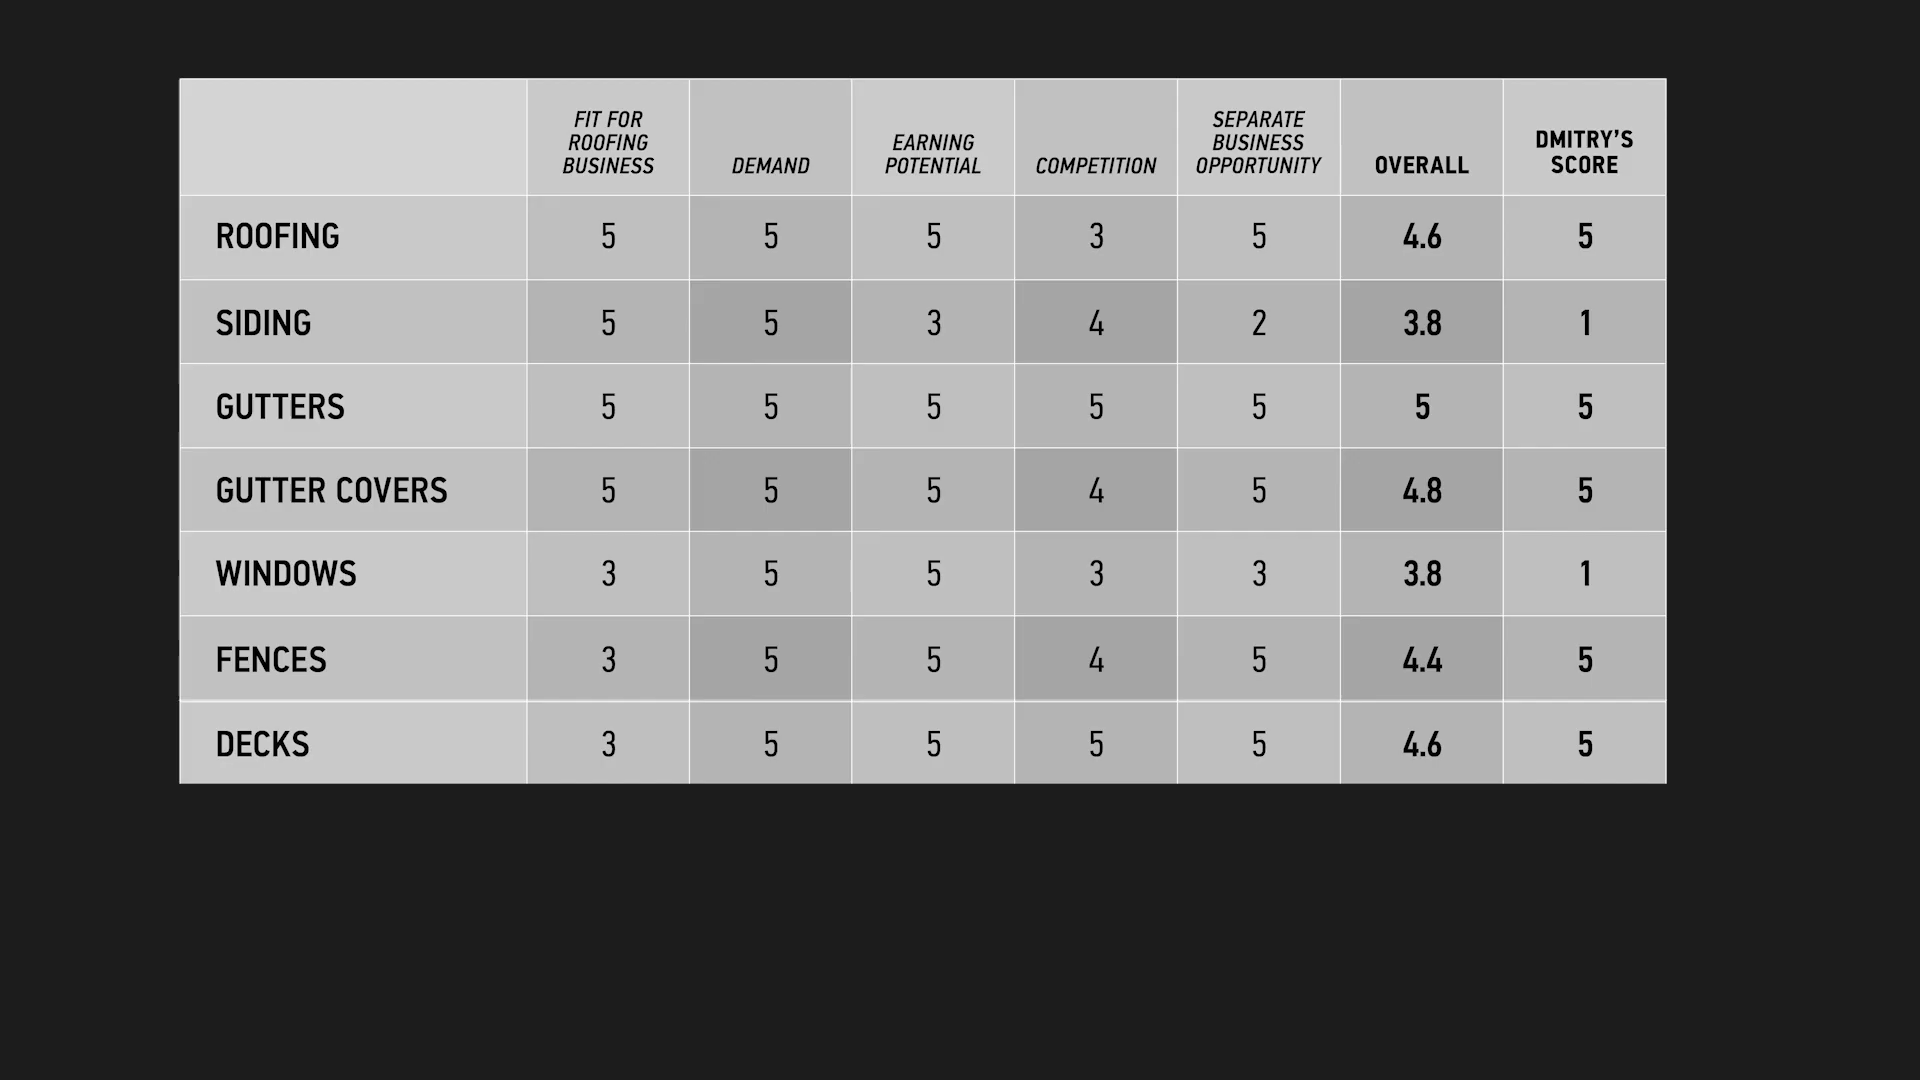 FIT FOR ROOFING BUSINESS DEMAND EARNING POTENTIAL COMPETITION SEPARATE BUSINESS OPPORTUNITY OVERALL DMITRY'S SCORE
ROOFING 5 5 5 3 5 4.6 5
SIDING 5 5 3 4 2 3.8 1
GUTTERS 5 5 5 5 5 5 5
GUTTER COVERS 5 5 5 4 5 4.8 5
WINDOWS 3 5 5 3 3 3.8 1
FENCES 3 5 5 4 5 4.4 5
DECKS 3 5 5 5 5 4.6 5